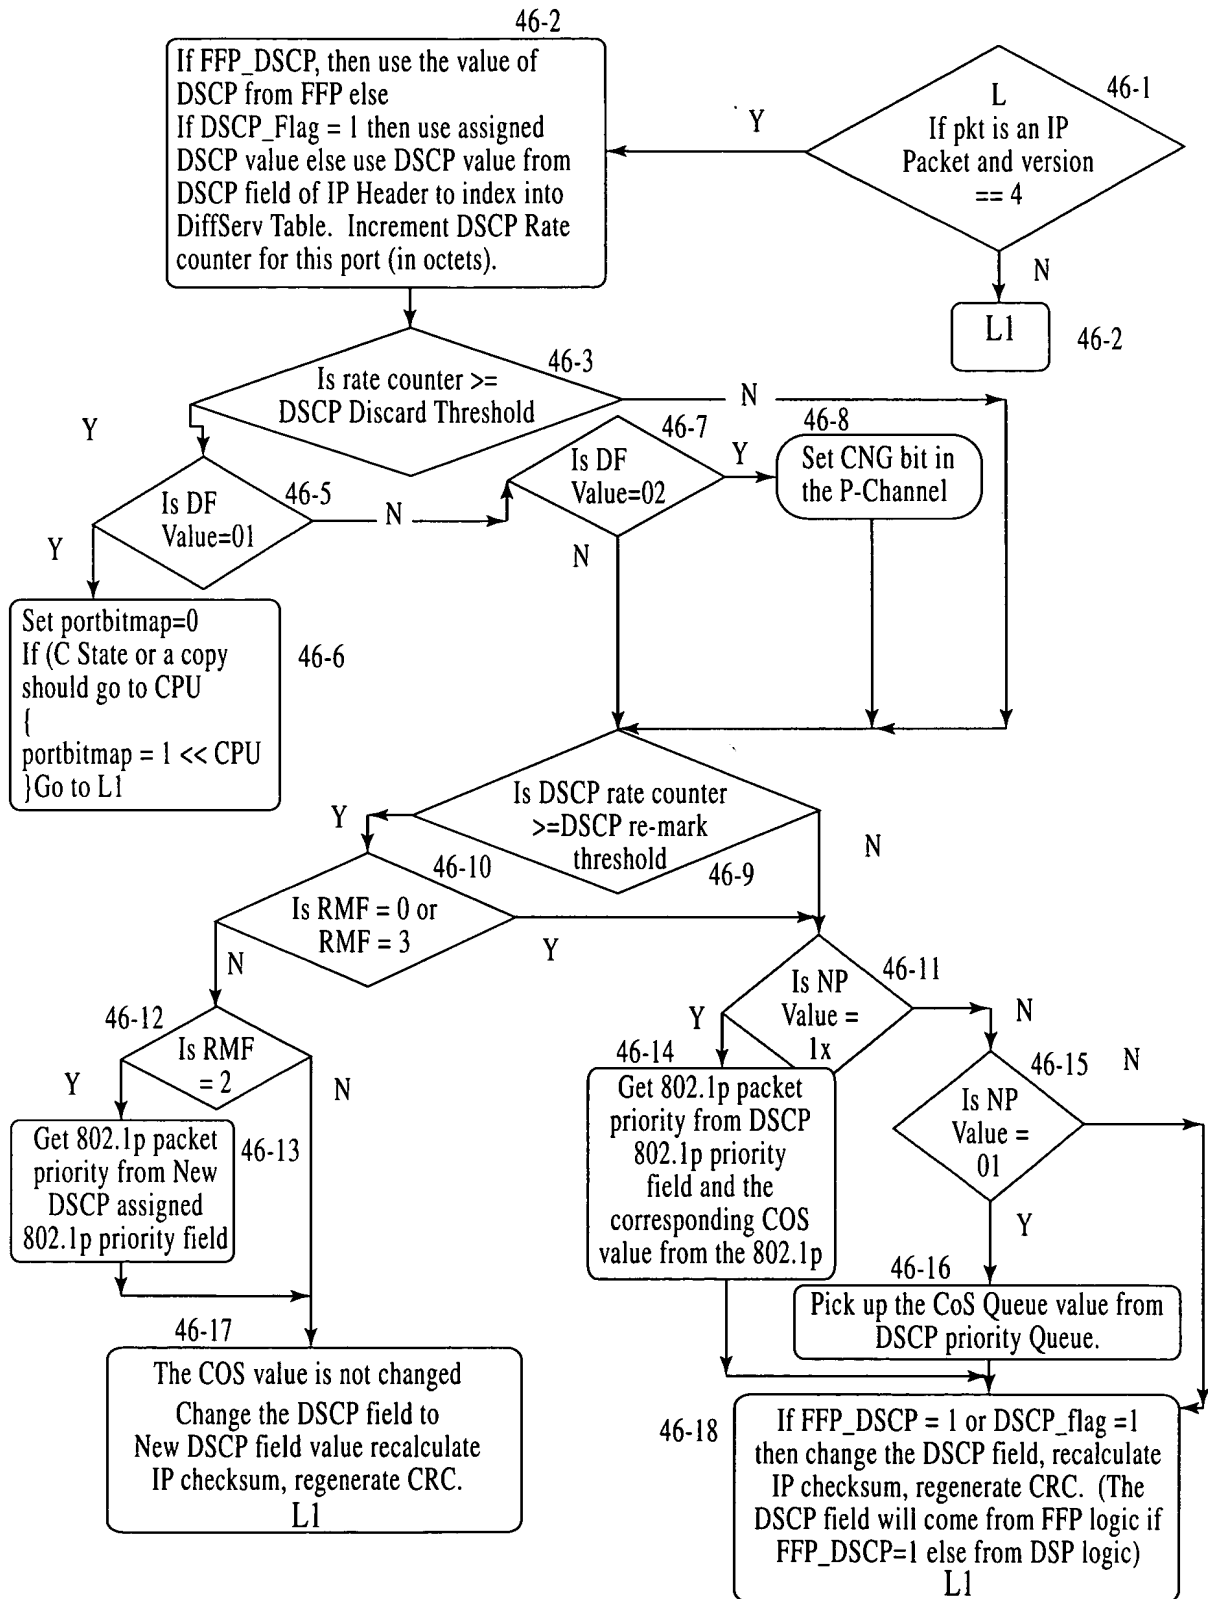 46-2
If FFP_DSCP, then use the value of
DSCP from FFP else
If DSCP_Flag = 1 then use assigned
DSCP value else use DSCP value from
DSCP field of IP Header to index into
DiffServ Table. Increment DSCP Rate
counter for this port (in octets).
46-1
L
If pkt is an IP
Packet and version
== 4
Y
N
L1
46-2
46-3
Is rate counter >=
DSCP Discard Threshold
N
Y
46-5
Is DF
Value=01
N
Y
46-7
Is DF
Value=02
Y
N
46-8
Set CNG bit in
the P-Channel
Set portbitmap=0
If (C State or a copy
should go to CPU
{
portbitmap = 1 << CPU
}Go to L1
46-6
Is DSCP rate counter
>=DSCP re-mark
threshold
46-9
Y
N
46-10
Is RMF = 0 or
RMF = 3
Y
N
46-11
Is NP
Value =
1x
Y
N
46-12
Is RMF
= 2
Y
N
46-13
Get 802.1p packet
priority from New
DSCP assigned
802.1p priority field
46-14
Get 802.1p packet
priority from DSCP
802.1p priority
field and the
corresponding COS
value from the 802.1p
46-15
Is NP
Value =
01
N
Y
46-16
Pick up the CoS Queue value from
DSCP priority Queue.
46-17
The COS value is not changed
Change the DSCP field to
New DSCP field value recalculate
IP checksum, regenerate CRC.
L1
46-18
If FFP_DSCP = 1 or DSCP_flag =1
then change the DSCP field, recalculate
IP checksum, regenerate CRC. (The
DSCP field will come from FFP logic if
FFP_DSCP=1 else from DSP logic)
L1